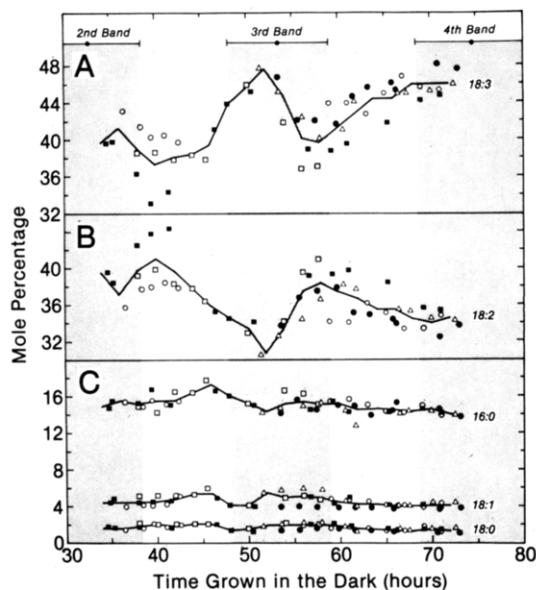 2nd Band 3rd Band 4th Band
A
48
44
40
36
32
18:3
B
40
36
32
18:2
Mole Percentage
C
16
12
8
4
0
16:0
18:1
18:0
30 40 50 60 70 80
Time Grown in the Dark (hours)